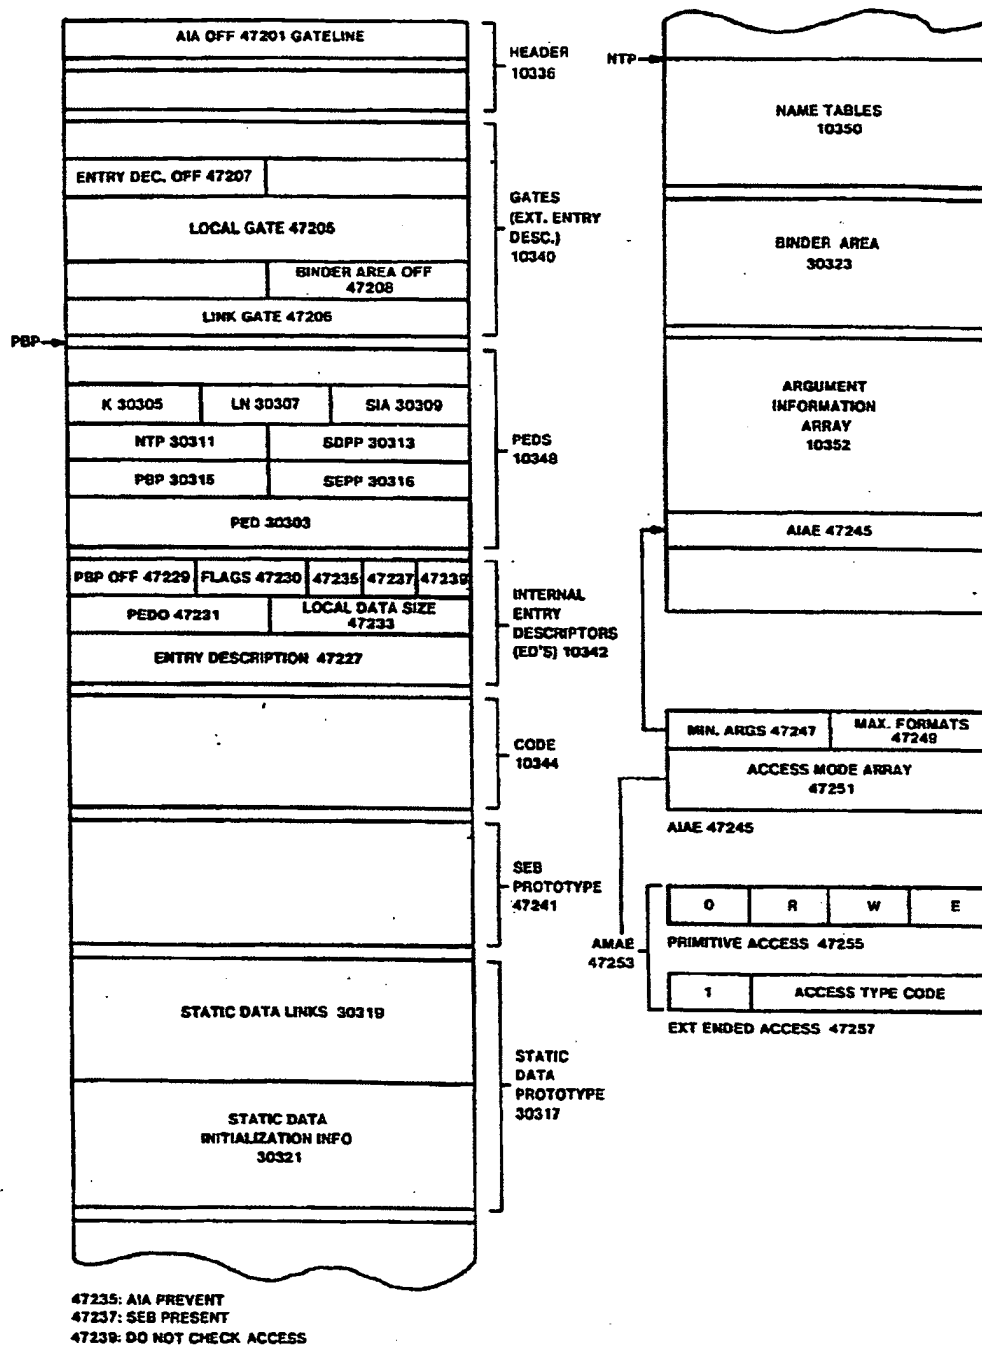 AIA OFF 47201 GATELINE
HEADER
10336
ENTRY DEC. OFF 47207
LOCAL GATE 47205
BINDER AREA OFF
47208
LINK GATE 47206
GATES
(EXT. ENTRY
DESC.)
10340
PBP
K 30305
LN 30307
SIA 30309
NTP 30311
SDPP 30313
PBP 30315
SEPP 30316
PED 30303
PEDS
10348
PBP OFF 47229
FLAGS 47230
47235
47237
47239
PEDO 47231
LOCAL DATA SIZE
47233
ENTRY DESCRIPTION 47227
INTERNAL
ENTRY
DESCRIPTORS
(ED'S) 10342
CODE
10344
SEB
PROTOTYPE
47241
STATIC DATA LINKS 30319
STATIC DATA
INITIALIZATION INFO
30321
STATIC
DATA
PROTOTYPE
30317
47235: AIA PREVENT
47237: SEB PRESENT
47239: DO NOT CHECK ACCESS
NTP
NAME TABLES
10350
BINDER AREA
30323
ARGUMENT
INFORMATION
ARRAY
10352
AIAE 47245
MIN. ARGS 47247
MAX. FORMATS
47249
ACCESS MODE ARRAY
47251
AIAE 47245
AMAE
47253
0
R
W
E
PRIMITIVE ACCESS 47255
1
ACCESS TYPE CODE
EXT ENDED ACCESS 47257